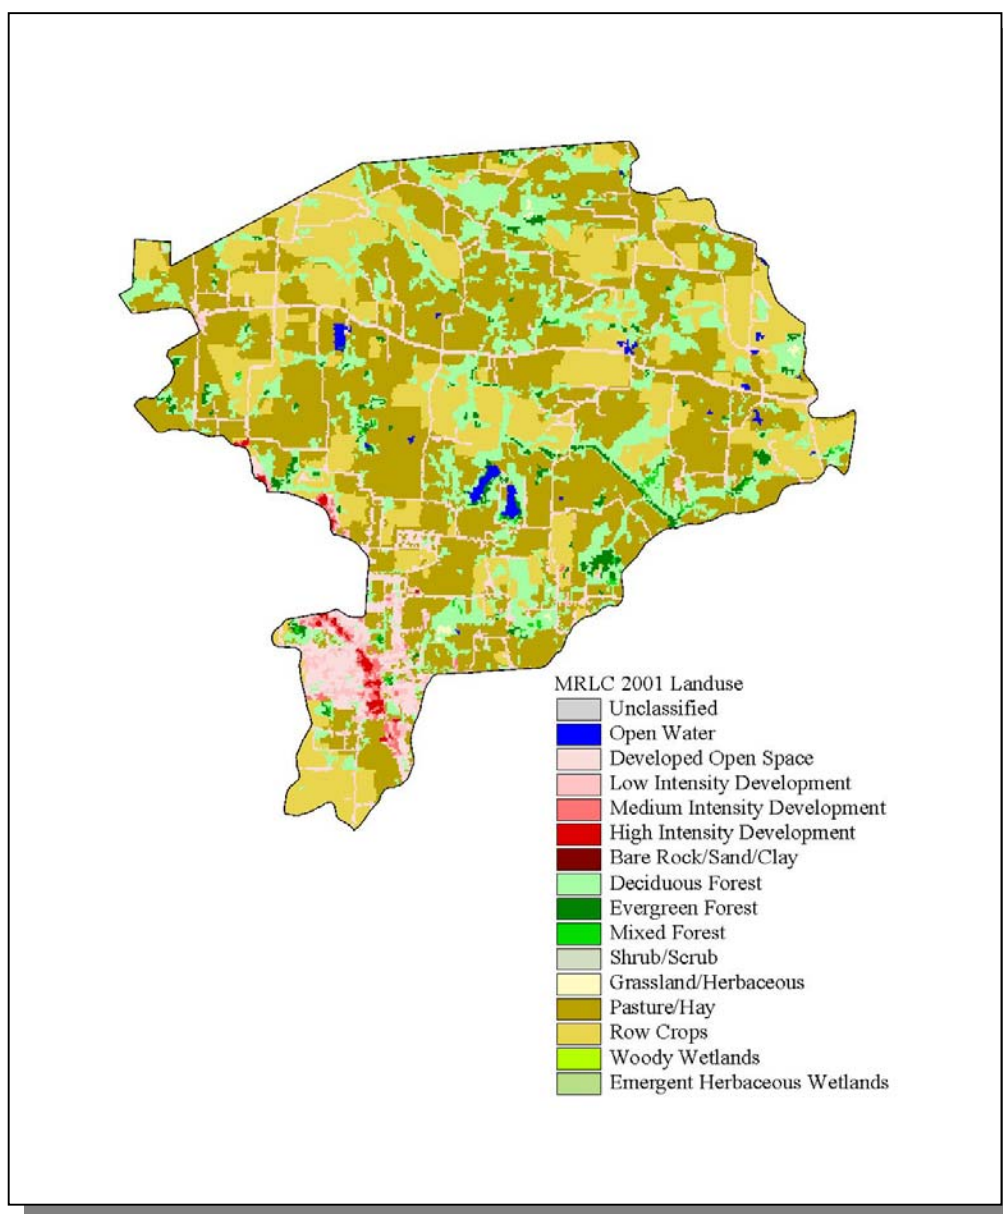 MRLC 2001 Landuse
Unclassified
Open Water
Developed Open Space
Low Intensity Development
Medium Intensity Development
High Intensity Development
Bare Rock/Sand/Clay
Deciduous Forest
Evergreen Forest
Mixed Forest
Shrub/Scrub
Grassland/Herbaceous
Pasture/Hay
Row Crops
Woody Wetlands
Emergent Herbaceous Wetlands